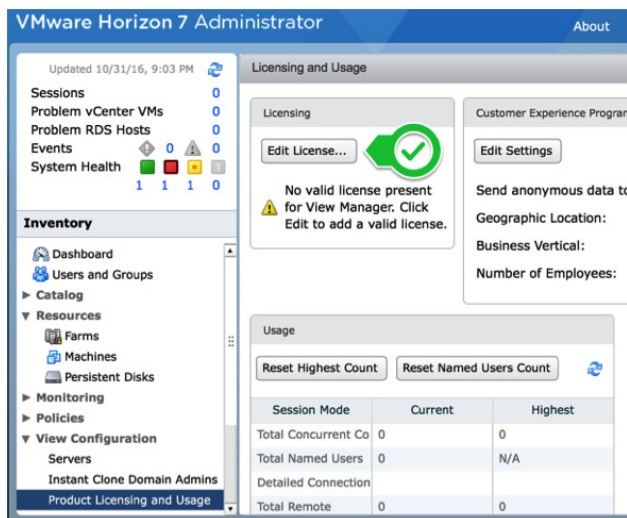 VMware Horizon 7 Administrator
About
Updated 10/31/16, 9:03 PM
Sessions 0
Problem vCenter VMs 0
Problem RDS Hosts 0
Events 0 0
System Health
1 1 1 0
Inventory
Dashboard
Users and Groups
Catalog
Resources
Farms
Machines
Persistent Disks
Monitoring
Policies
View Configuration
Servers
Instant Clone Domain Admins
Product Licensing and Usage
Licensing and Usage
Licensing
Edit License...
No valid license present
for View Manager. Click
Edit to add a valid license.
Customer Experience Program
Edit Settings
Send anonymous data to
Geographic Location:
Business Vertical:
Number of Employees:
Usage
Reset Highest Count Reset Named Users Count
Session Mode Current Highest
Total Concurrent Co 0 0
Total Named Users 0 N/A
Detailed Connection
Total Remote 0 0